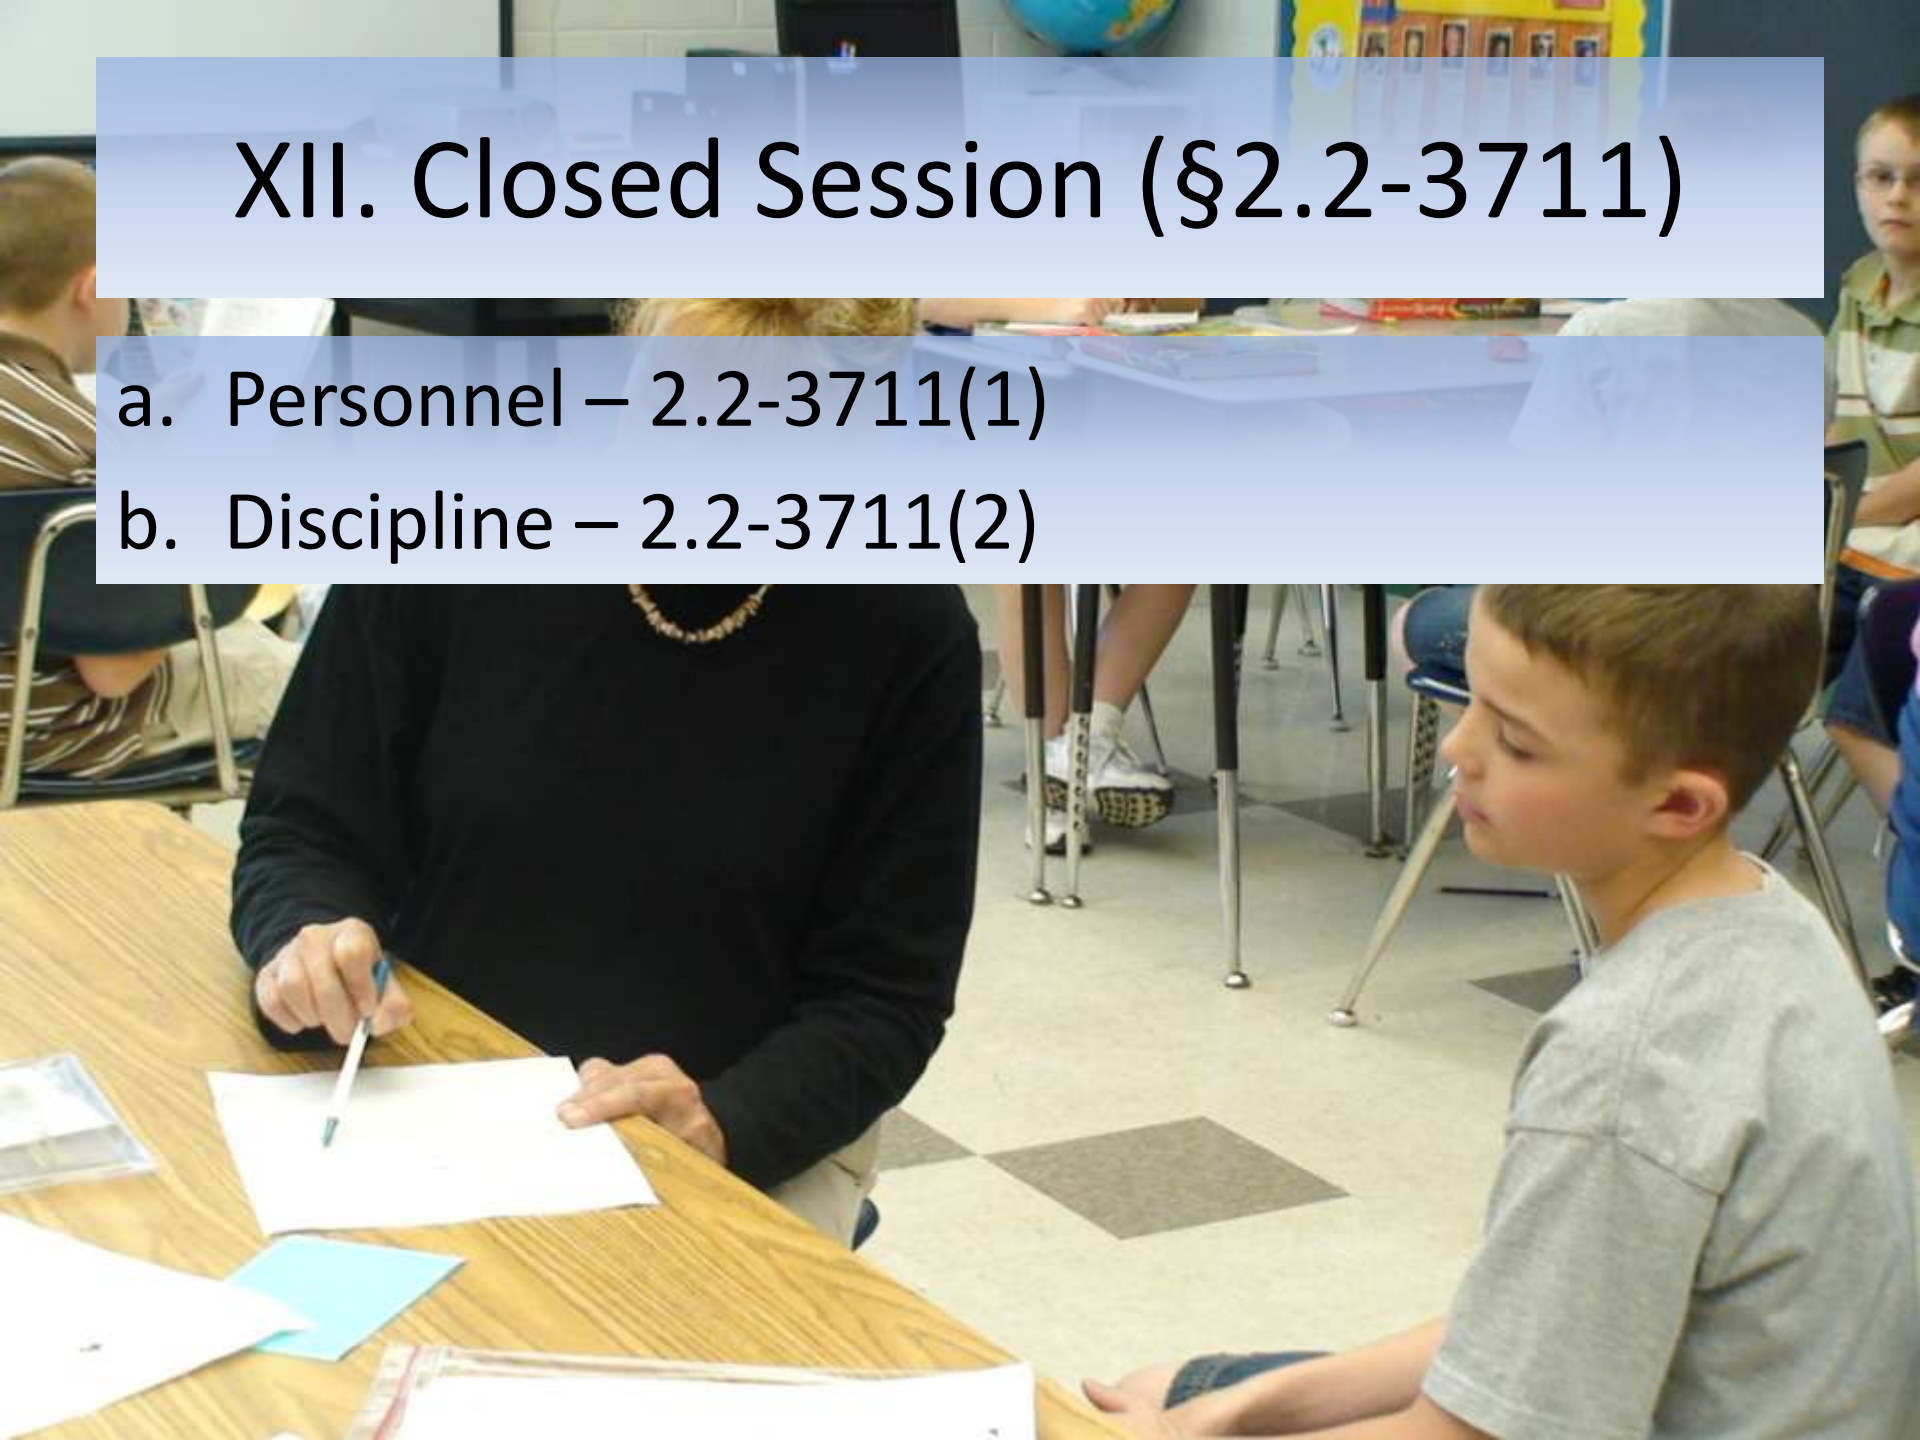 XII. Closed Session (§2.2-3711)
a. Personnel – 2.2-3711(1)
b. Discipline – 2.2-3711(2)